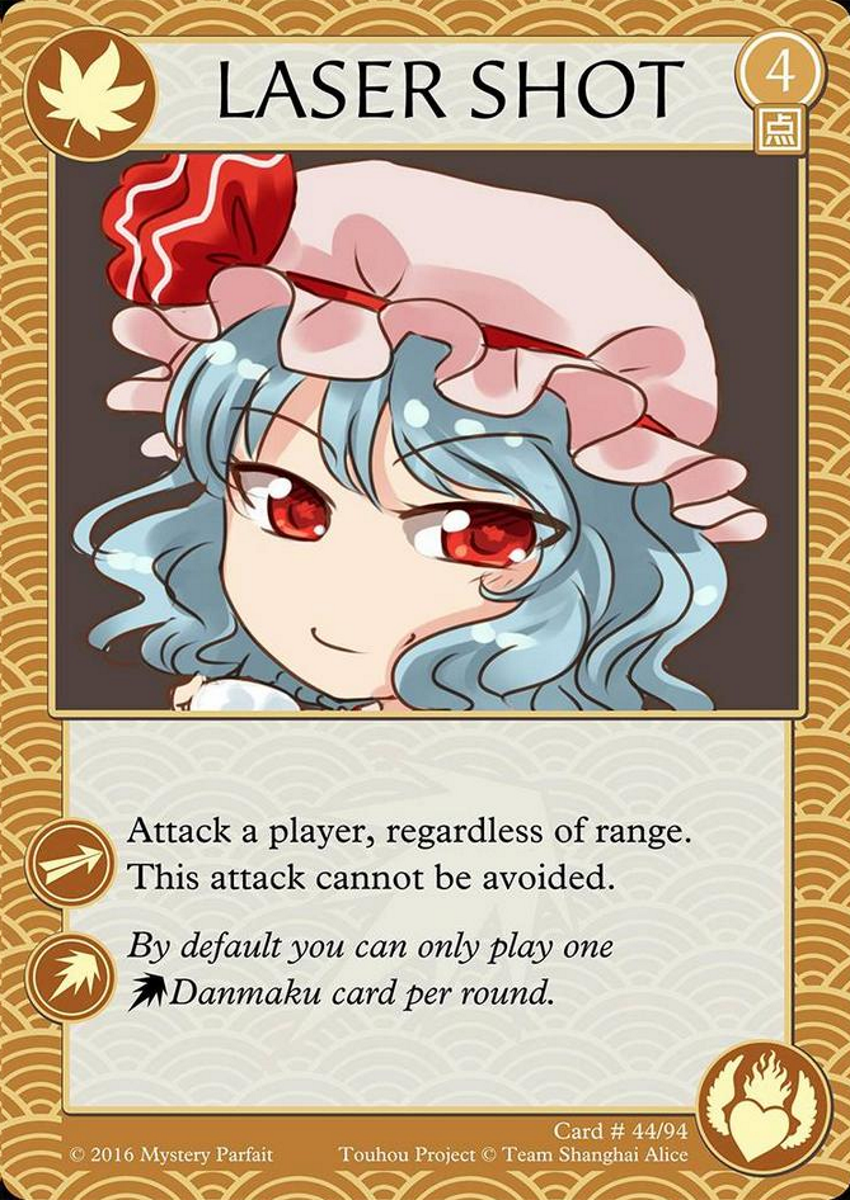 LASER SHOT
4
点
Attack a player, regardless of range.
This attack cannot be avoided.
By default you can only play one
Danmaku card per round.
Card # 44/94
© 2016 Mystery Parfait
Touhou Project © Team Shanghai Alice